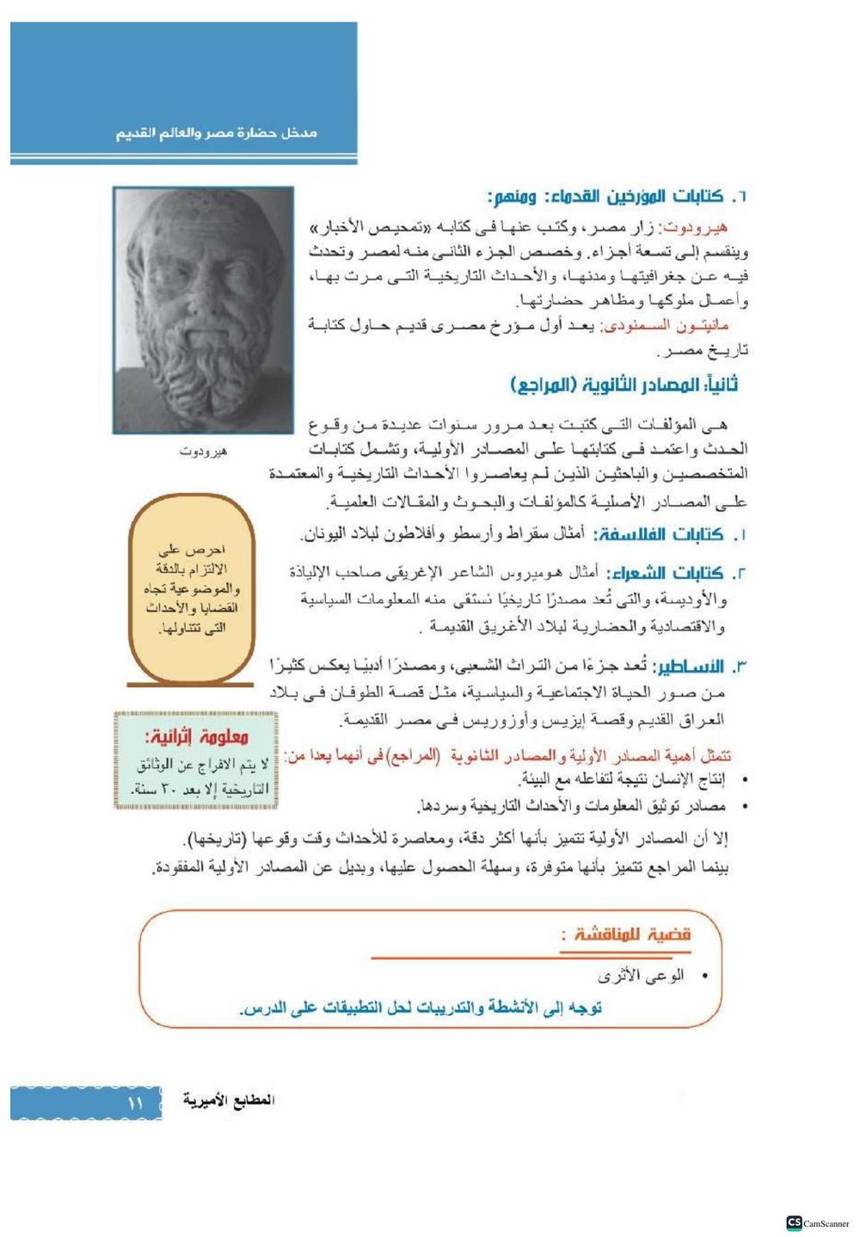 مدخل حضارة مصر والعالم القديم
٦. كتابات المؤرخين القدماء: ومنهم:
هيرودوت: زار مصر، وكتب عنها فى كتابه «تمحيص الأخبار»
وينقسم إلى تسعة أجزاء. وخصص الجزء الثانى منه لمصر وتحدث
فيه عن جغرافيتها ومدنها، والأحداث التاريخية التى مرت بها،
وأعمال ملوكها ومظاهر حضارتها.
مانيتون السمنودى: يعد أول مؤرخ مصرى قديم حاول كتابة
تاريخ مصر.
هيرودوت
ثانياً: المصادر الثانوية (المراجع)
هى المؤلفات التى كتبت بعد مرور سنوات عديدة من وقوع
الحدث واعتمد فى كتابتها على المصادر الأولية، وتشمل كتابات
المتخصصين والباحثين الذين لم يعاصروا الأحداث التاريخية والمعتمدة
على المصادر الأصلية كالمؤلفات والبحوث والمقالات العلمية.
١. كتابات الفلاسفة: أمثال سقراط وأرسطو وأفلاطون لبلاد اليونان.
٢. كتابات الشعراء: أمثال هوميروس الشاعر الإغريقى صاحب الإلياذة
والأوديسة، والتى تُعد مصدرًا تاريخيًا نستقى منه المعلومات السياسية
والاقتصادية والحضارية لبلاد الأغريق القديمة .
٣. الأساطير: تُعد جزءًا من التراث الشعبى، ومصدرًا أدبيًا يعكس كثيرًا
من صور الحياة الاجتماعية والسياسية، مثل قصة الطوفان فى بلاد
العراق القديم وقصة إيزيس وأوزوريس فى مصر القديمة.
احرص على
الالتزام بالدقة
والموضوعية تجاه
القضايا والأحداث
التى تتناولها.
معلومة إثرائية:
لا يتم الافراج عن الوثائق
التاريخية إلا بعد ٣٠ سنة.
تتمثل أهمية المصادر الأولية والمصادر الثانوية (المراجع) فى أنهما يعدا من:
• إنتاج الإنسان نتيجة لتفاعله مع البيئة.
• مصادر توثيق المعلومات والأحداث التاريخية وسردها.
إلا أن المصادر الأولية تتميز بأنها أكثر دقة، ومعاصرة للأحداث وقت وقوعها (تاريخها).
بينما المراجع تتميز بأنها متوفرة، وسهلة الحصول عليها، وبديل عن المصادر الأولية المفقودة.
قضية للمناقشة :
• الوعى الأثرى
توجه إلى الأنشطة والتدريبات لحل التطبيقات على الدرس.
المطابع الأميرية
١١
CS CamScanner